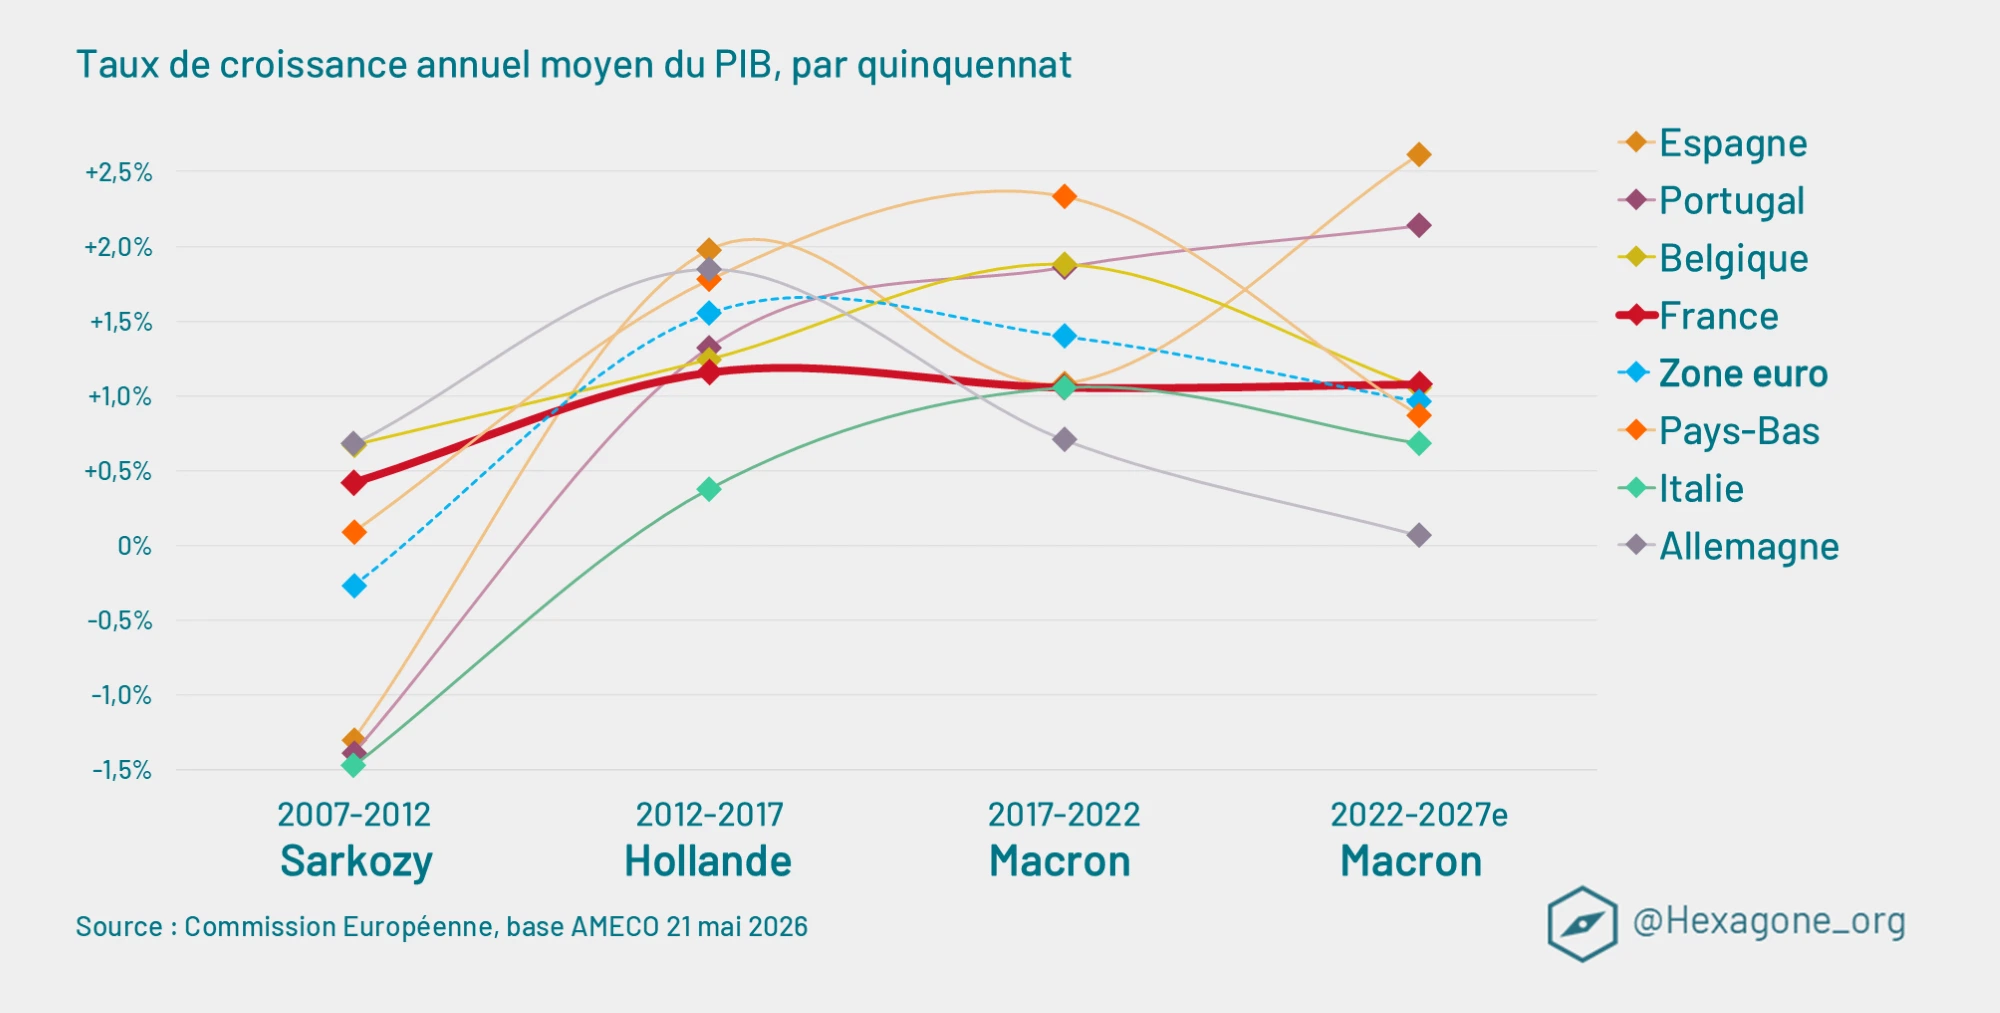 Taux de croissance annuel moyen du PIB, par quinquennat
+2,5%
+2,0%
+1,5%
+1,0%
+0,5%
0%
-0,5%
-1,0%
-1,5%
Espagne
Portugal
Belgique
France
Zone euro
Pays-Bas
Italie
Allemagne
2007-2012 2012-2017 2017-2022 2022-2027e
Sarkozy Hollande Macron Macron
Source : Commission Européenne, base AMECO 21 mai 2026
@Hexagone_org